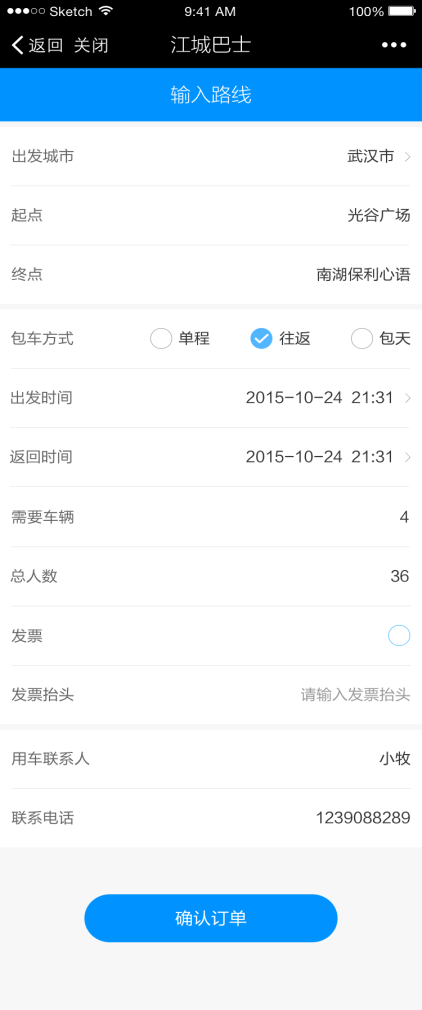 Sketch 9:41 AM 100%
返回 关闭 江城巴士
输入路线
出发城市 武汉市
起点 光谷广场
终点 南湖保利心语
包车方式 单程 往返 包天
出发时间 2015-10-24 21:31
返回时间 2015-10-24 21:31
需要车辆 4
总人数 36
发票
发票抬头 请输入发票抬头
用车联系人 小牧
联系电话 1239088289
确认订单